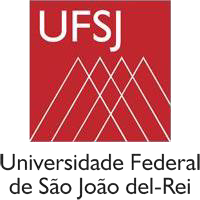 UFSJ
Universidade Federal
de São João del-Rei